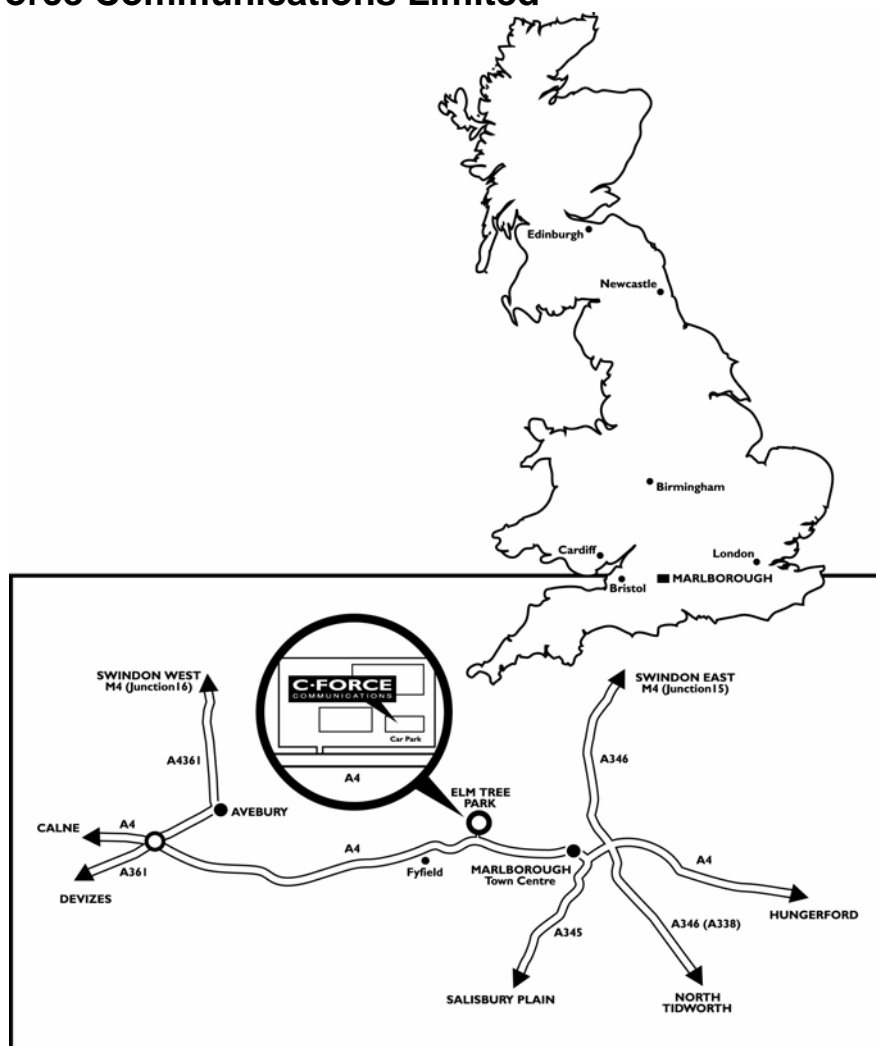 Communications Limited
Edinburgh
Newcastle
Birmingham
Cardiff
London
MARLBOROUGH
Bristol
SWINDON WEST
M4 (Junction16)
C·FORCE
COMMUNICATIONS
Car Park
A4
SWINDON EAST
M4 (Junction15)
A4361
A346
ELM TREE
PARK
AVEBURY
CALNE
A4
A4
A361
DEVIZES
Fyfield
MARLBOROUGH
Town Centre
A4
HUNGERFORD
A345
A346 (A338)
SALISBURY PLAIN
NORTH
TIDWORTH